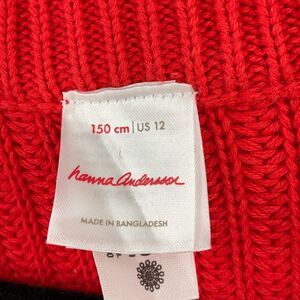 150 cm | US 12
hanna andersson
MADE IN BANGLADESH